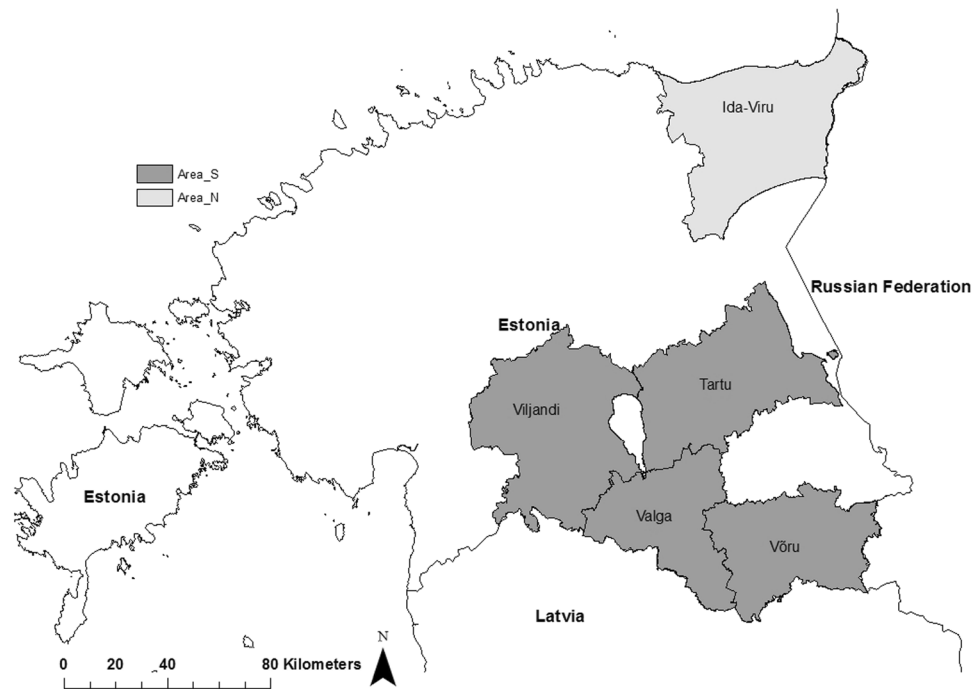 Ida-Viru
Area_S
Area_N
Russian Federation
Estonia
Tartu
Viljandi
Estonia
Valga
Võru
Latvia
N
0 20 40 80 Kilometers